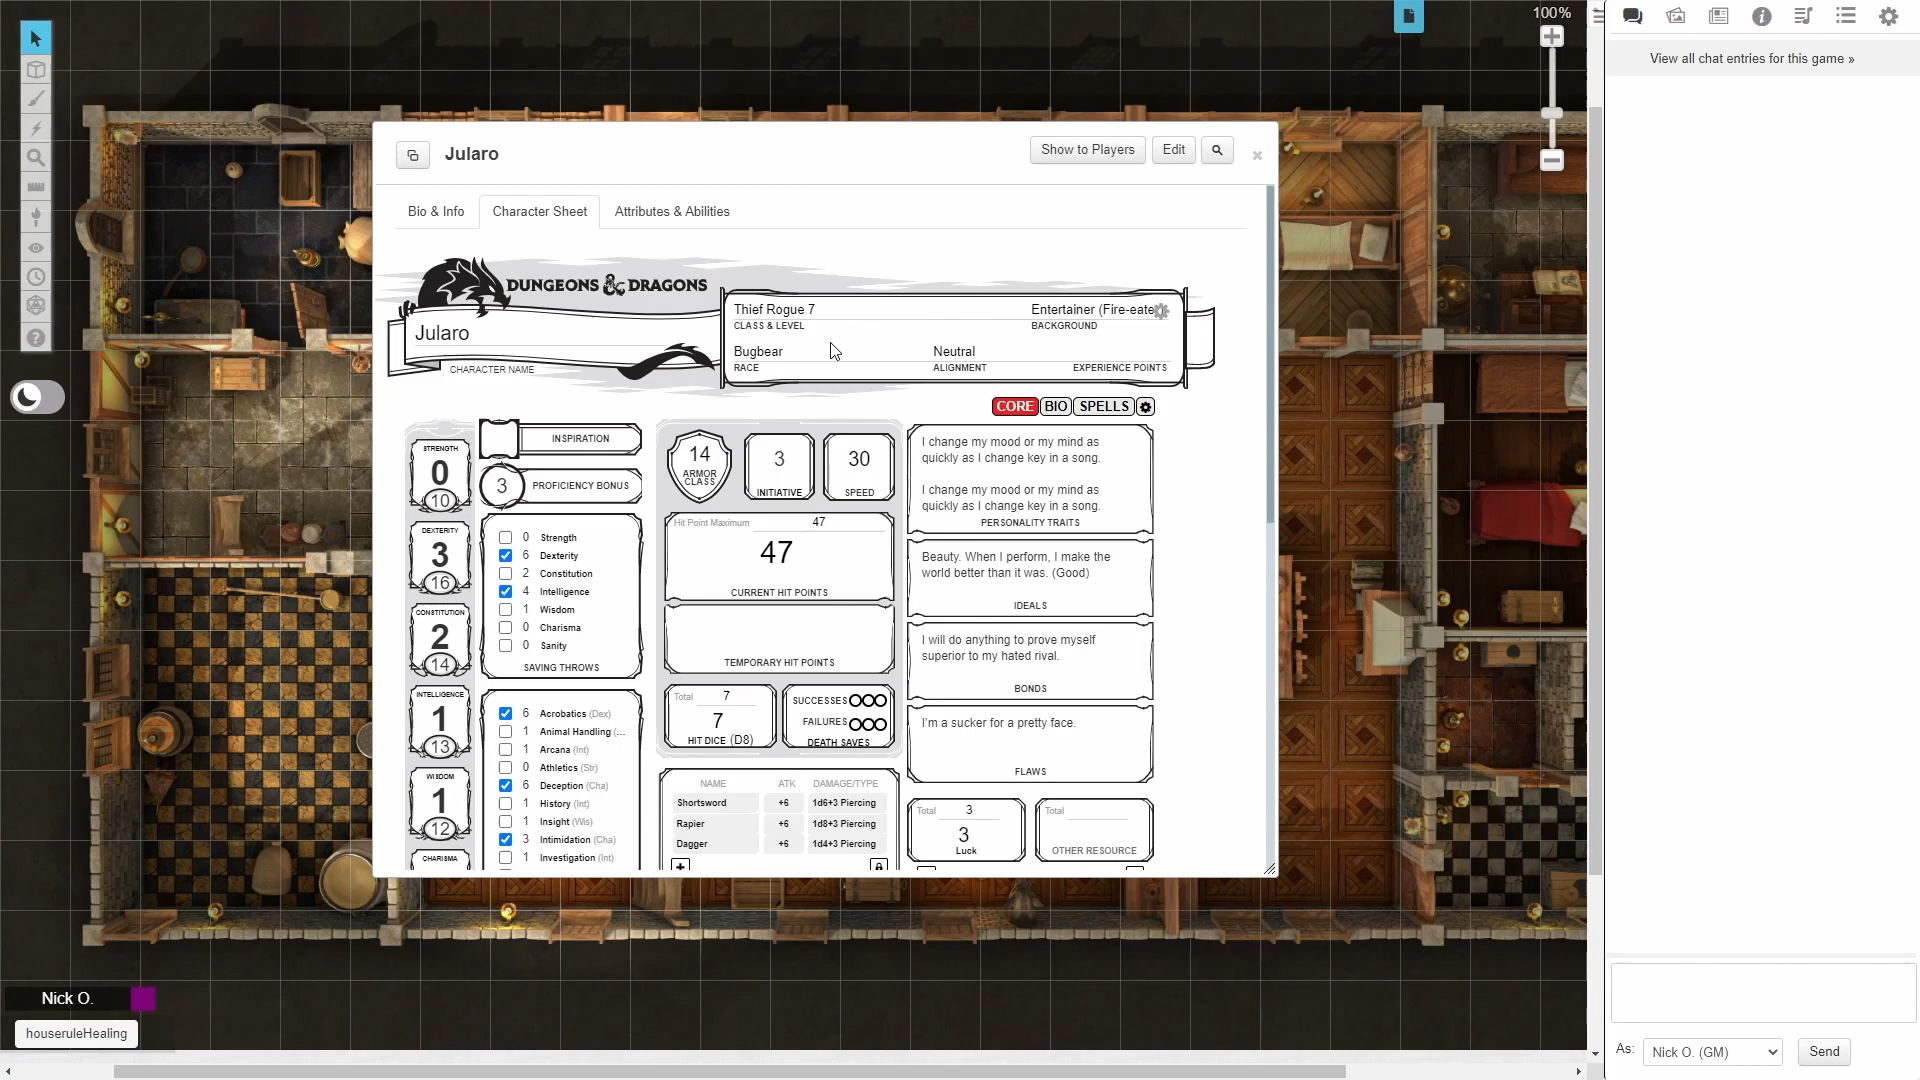 100%
View all chat entries for this game »
Jularo
Show to Players
Edit
Bio & Info
Character Sheet
Attributes & Abilities
DUNGEONS & DRAGONS
Jularo
CHARACTER NAME
Thief Rogue 7
CLASS & LEVEL
Entertainer (Fire-eate
BACKGROUND
Bugbear
RACE
Neutral
ALIGNMENT
EXPERIENCE POINTS
CORE
BIO
SPELLS
STRENGTH
0
10
DEXTERITY
3
16
CONSTITUTION
2
14
INTELLIGENCE
1
13
WISDOM
1
12
CHARISMA
INSPIRATION
3 PROFICIENCY BONUS
0 Strength
6 Dexterity
2 Constitution
4 Intelligence
1 Wisdom
0 Charisma
0 Sanity
SAVING THROWS
6 Acrobatics (Dex)
1 Animal Handling (...
1 Arcana (Int)
0 Athletics (Str)
6 Deception (Cha)
1 History (Int)
1 Insight (Wis)
3 Intimidation (Cha)
1 Investigation (Int)
14
ARMOR
CLASS
3
INITIATIVE
30
SPEED
Hit Point Maximum 47
47
CURRENT HIT POINTS
TEMPORARY HIT POINTS
Total 7
7
HIT DICE (D8)
SUCCESSES
FAILURES
DEATH SAVES
NAME ATK DAMAGE/TYPE
Shortsword +6 1d6+3 Piercing
Rapier +6 1d8+3 Piercing
Dagger +6 1d4+3 Piercing
I change my mood or my mind as
quickly as I change key in a song.
I change my mood or my mind as
quickly as I change key in a song.
PERSONALITY TRAITS
Beauty. When I perform, I make the
world better than it was. (Good)
IDEALS
I will do anything to prove myself
superior to my hated rival.
BONDS
I'm a sucker for a pretty face.
FLAWS
Total 3
3
Luck
Total
OTHER RESOURCE
Nick O.
houseruleHealing
As:
Nick O. (GM)
Send